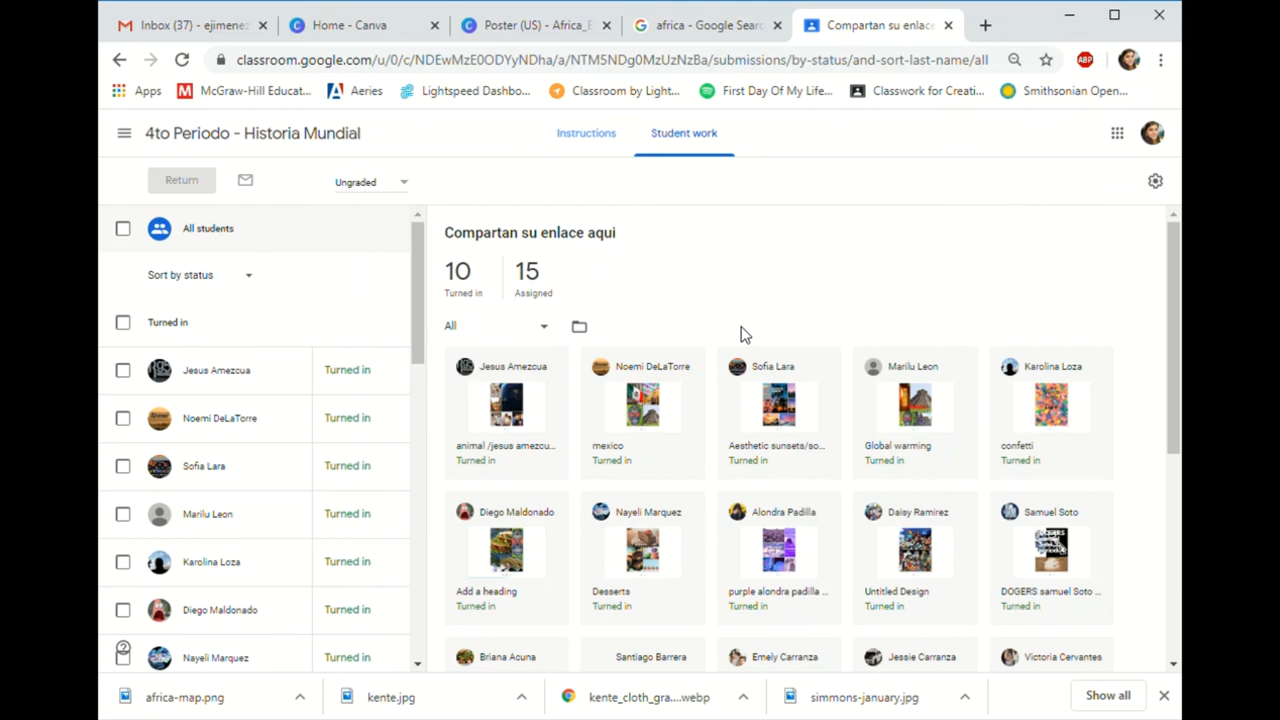 Inbox (37) - ejimenez
Home - Canva
Poster (US) - Africa_E
africa - Google Searc
Compartan su enlace
classroom.google.com/u/0/c/NDEwMzE0ODYyNDha/a/NTM5NDg0MzUzNzBa/submissions/by-status/and-sort-last-name/all
ABP
Apps
McGraw-Hill Educat...
Aeries
Lightspeed Dashbo...
Classroom by Light...
First Day Of My Life...
Classwork for Creati...
Smithsonian Open...
4to Periodo - Historia Mundial
Instructions
Student work
Return
Ungraded
All students
Sort by status
Turned in
Jesus Amezcua
Turned in
Noemi DeLaTorre
Turned in
Sofia Lara
Turned in
Marilu Leon
Turned in
Karolina Loza
Turned in
Diego Maldonado
Turned in
Nayeli Marquez
Turned in
Compartan su enlace aqui
10
Turned in
15
Assigned
All
Jesus Amezcua
animal /jesus amezcu...
Turned in
Noemi DeLaTorre
mexico
Turned in
Sofia Lara
Aesthetic sunsets/so...
Turned in
Marilu Leon
Global warming
Turned in
Karolina Loza
confetti
Turned in
Diego Maldonado
Add a heading
Turned in
Nayeli Marquez
Desserts
Turned in
Alondra Padilla
purple alondra padilla ...
Turned in
Daisy Ramirez
Untitled Design
Turned in
Samuel Soto
DOGERS samuel Soto ...
Turned in
Briana Acuna
Santiago Barrera
Emely Carranza
Jessie Carranza
Victoria Cervantes
africa-map.png
kente.jpg
kente_cloth_gra....webp
simmons-january.jpg
Show all